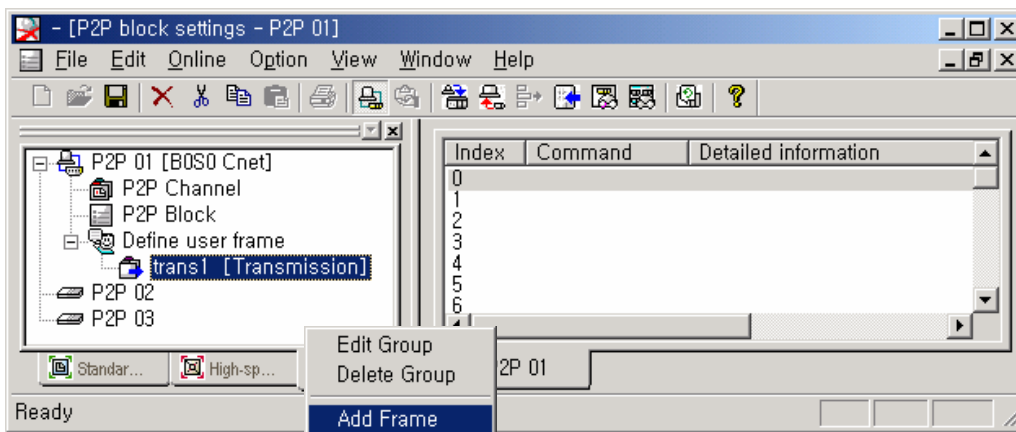 - [P2P block settings - P2P 01]
File Edit Online Option View Window Help
P2P 01 [B0S0 Cnet]
P2P Channel
P2P Block
Define user frame
trans1 [Transmission]
P2P 02
P2P 03
Standar...
High-sp...
Index Command Detailed information
0
1
2
3
4
5
6
2P 01
Edit Group
Delete Group
Add Frame
Ready